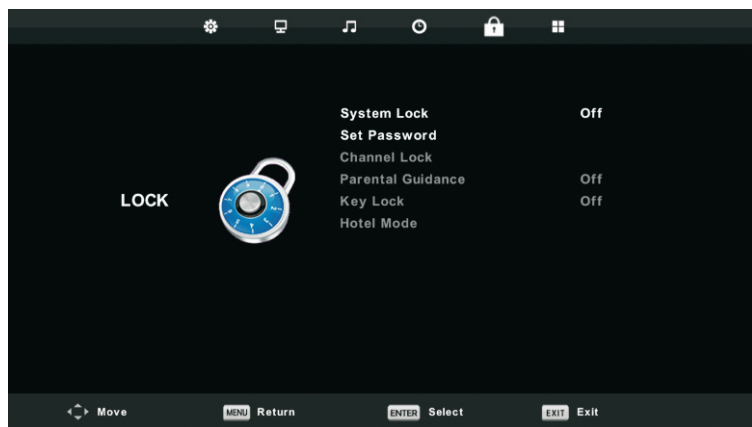 System Lock Off
Set Password
Channel Lock
Parental Guidance Off
Key Lock Off
Hotel Mode
LOCK
Move MENU Return ENTER Select EXIT Exit